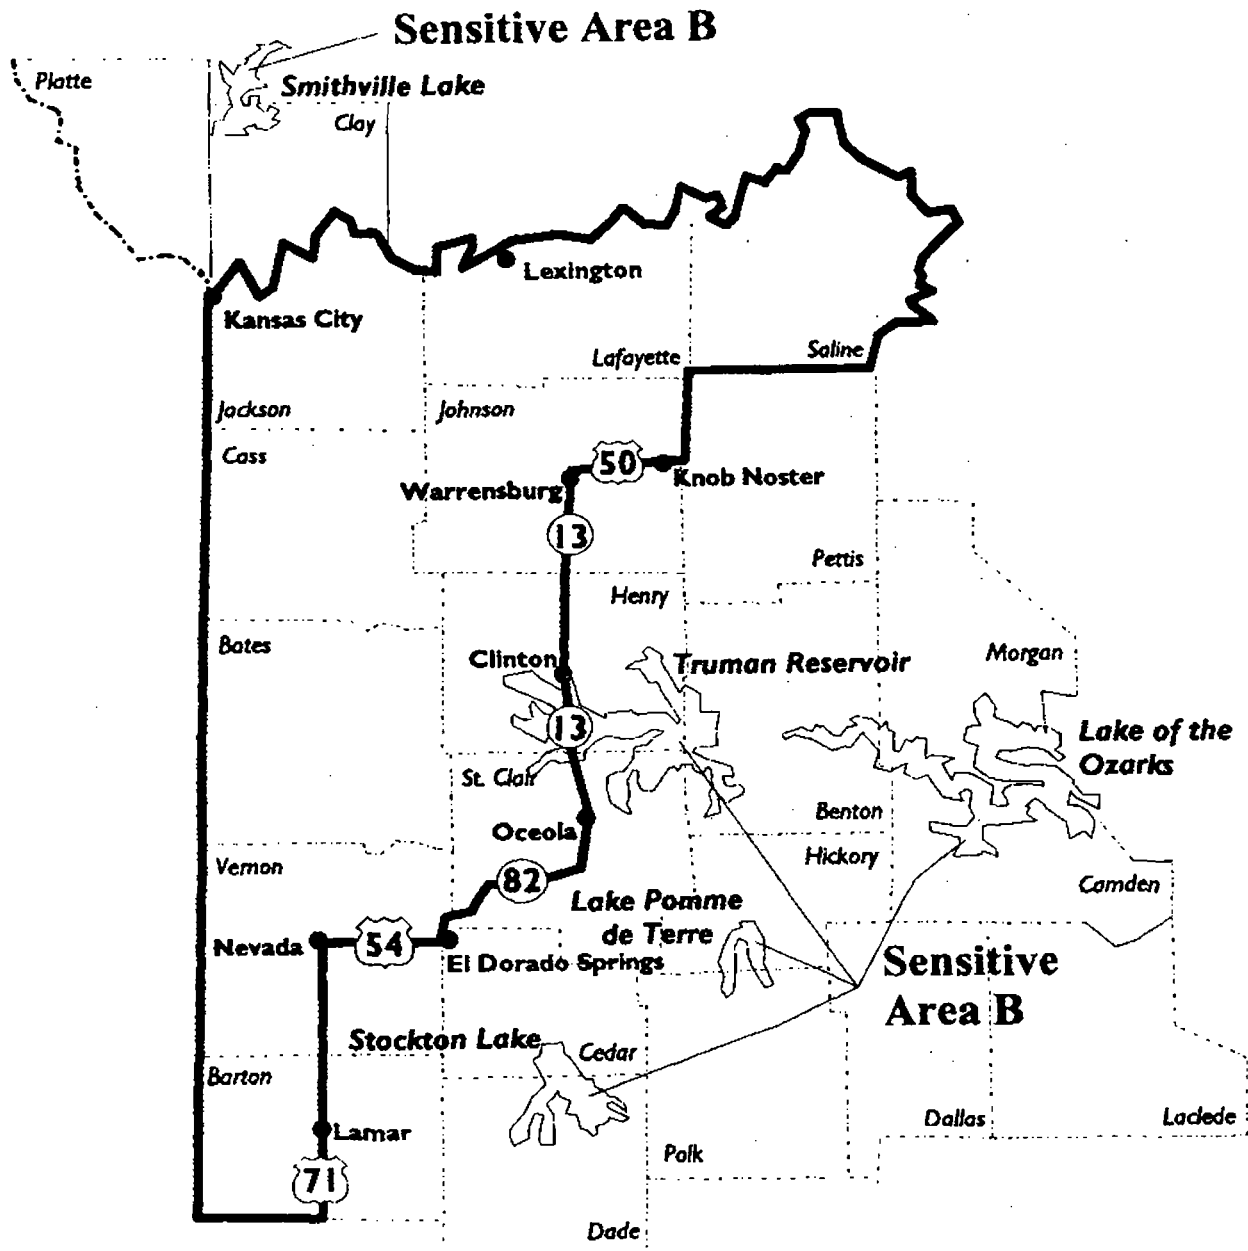 Sensitive Area B
Platte
Smithville Lake
Clay
Lexington
Kansas City
Lafayette
Saline
Jackson
Johnson
Cass
50
Knob Noster
Warrensburg
13
Pettis
Henry
Bates
Clinton
Truman Reservoir
Morgan
13
Lake of the
Ozarks
St. Clair
Benton
Oceola
Hickory
Vernon
82
Camden
Lake Pomme
de Terre
Nevada
54
El Dorado Springs
Sensitive
Area B
Stockton Lake
Cedar
Barton
Lamar
Dallas
Laclede
Polk
71
Dade